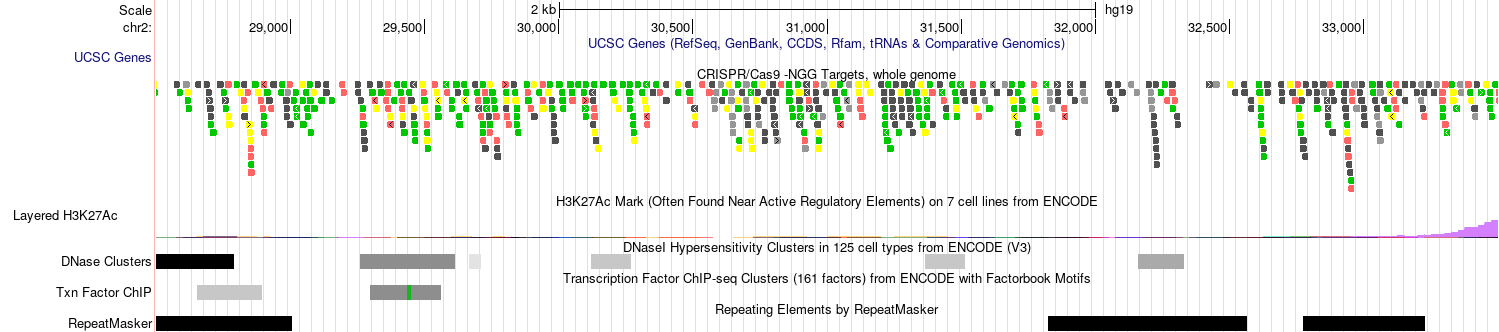 Scale 2 kb hg19
chr2: 29,000 29,500 30,000 30,500 31,000 31,500 32,000 32,500 33,000
UCSC Genes (RefSeq, GenBank, CCDS, Rfam, tRNAs & Comparative Genomics)
UCSC Genes
CRISPR/Cas9 -NGG Targets, whole genome
H3K27Ac Mark (Often Found Near Active Regulatory Elements) on 7 cell lines from ENCODE
Layered H3K27Ac
DNaseI Hypersensitivity Clusters in 125 cell types from ENCODE (V3)
DNase Clusters
Transcription Factor ChIP-seq Clusters (161 factors) from ENCODE with Factorbook Motifs
Txn Factor ChIP
Repeating Elements by RepeatMasker
RepeatMasker